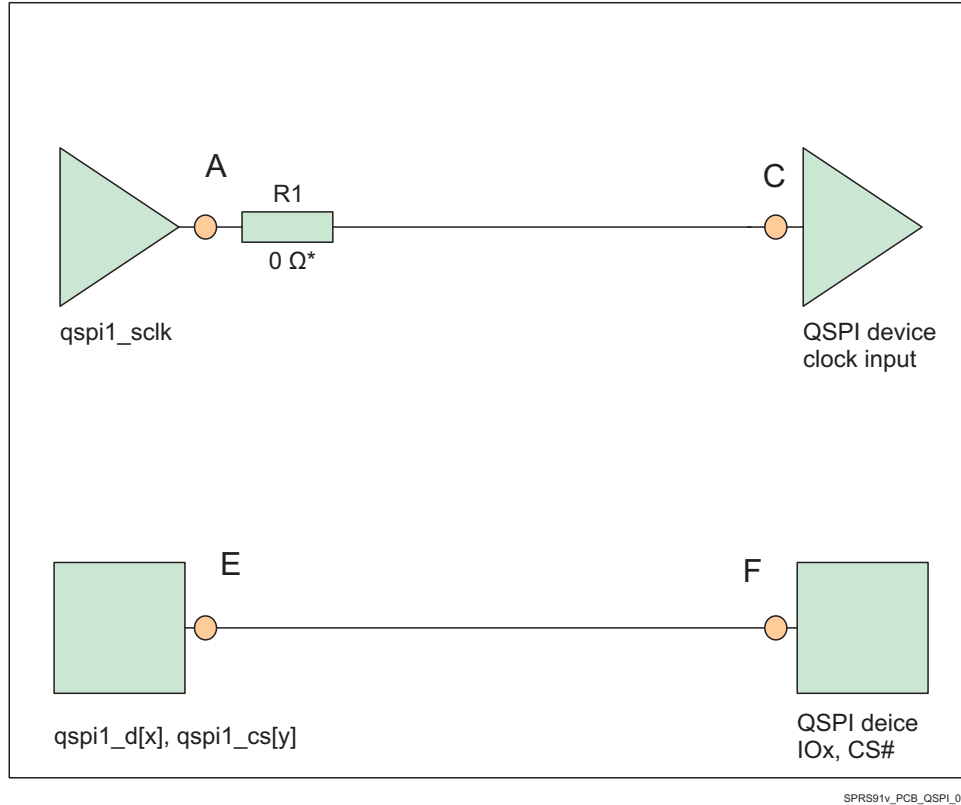 A
C
R1
0 Ω*
qspi1_sclk
QSPI device
clock input
E
F
qspi1_d[x], qspi1_cs[y]
QSPI deice
IOx, CS#
SPRS91v_PCB_QSPI_0